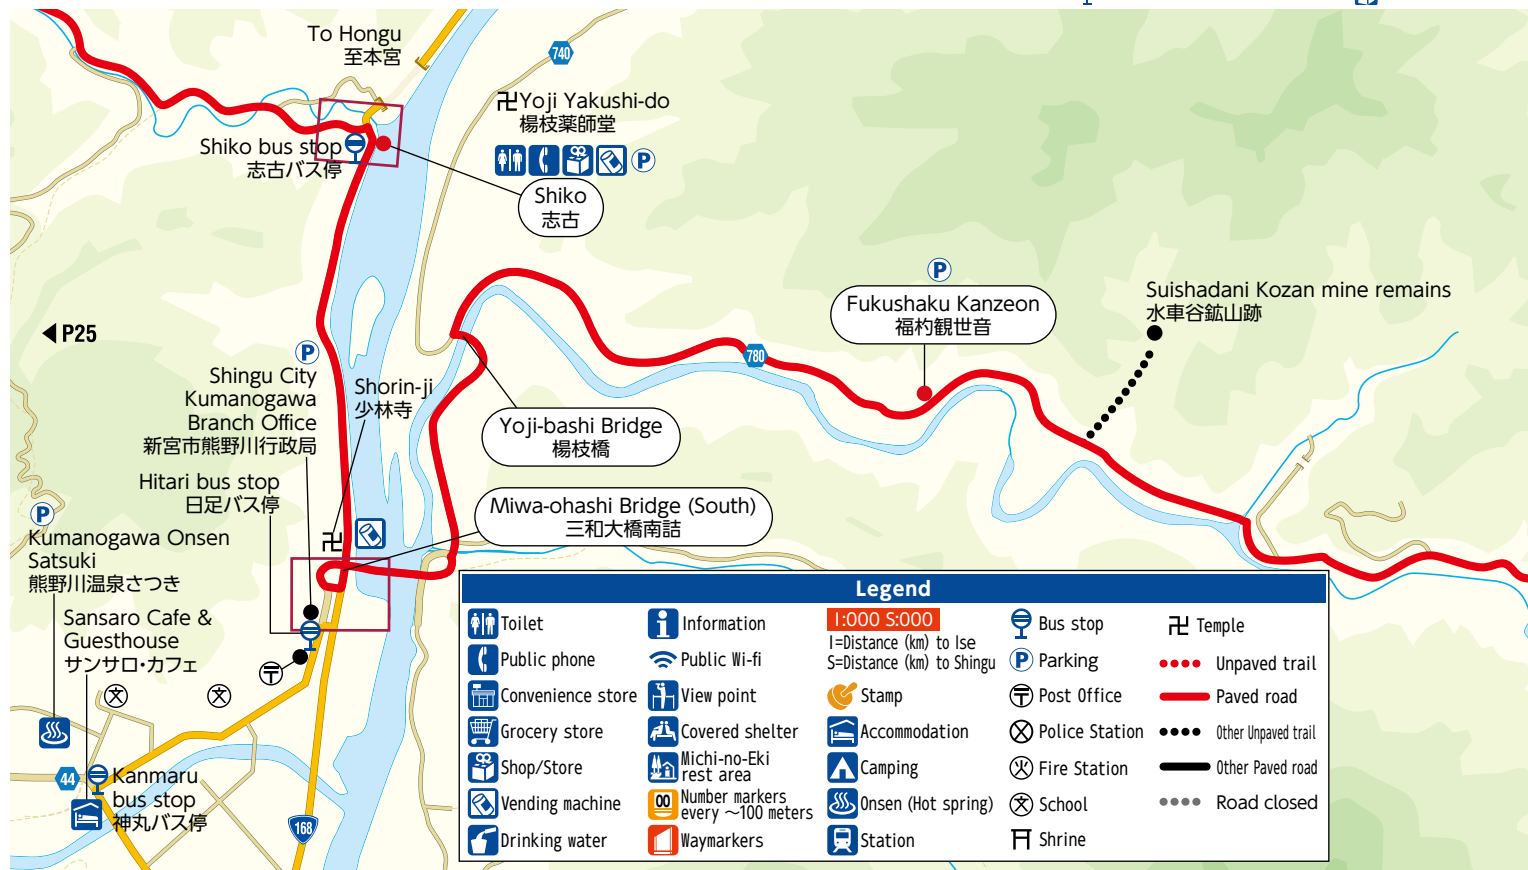 To Hongu
至本宮
740
卍Yoji Yakushi-do
楊枝薬師堂
P
Shiko bus stop
志古バス停
Shiko
志古
P
Fukushaku Kanzeon
福杓観世音
Suishadani Kozan mine remains
水車谷鉱山跡
◀P25
780
P
Shingu City
Kumanogawa
Branch Office
新宮市熊野川行政局
Shorin-ji
少林寺
Yoji-bashi Bridge
楊枝橋
Hitari bus stop
日足バス停
Miwa-ohashi Bridge (South)
三和大橋南詰
卍
P
Kumanogawa Onsen
Satsuki
熊野川温泉さつき
Sansaro Cafe &
Guesthouse
サンサロ・カフェ
〒
文
文
44
Kanmaru
bus stop
神丸バス停
168
Legend
Toilet
Public phone
Convenience store
Grocery store
Shop/Store
Vending machine
Drinking water
Information
Public Wi-fi
View point
Covered shelter
Michi-no-Eki
rest area
00
Number markers
every ～100 meters
Waymarkers
I:000 S:000
I=Distance (km) to Ise
S=Distance (km) to Shingu
Stamp
Accommodation
Camping
Onsen (Hot spring)
Station
Bus stop
P Parking
〒 Post Office
Police Station
Fire Station
文 School
Shrine
卍 Temple
Unpaved trail
Paved road
Other Unpaved trail
Other Paved road
Road closed